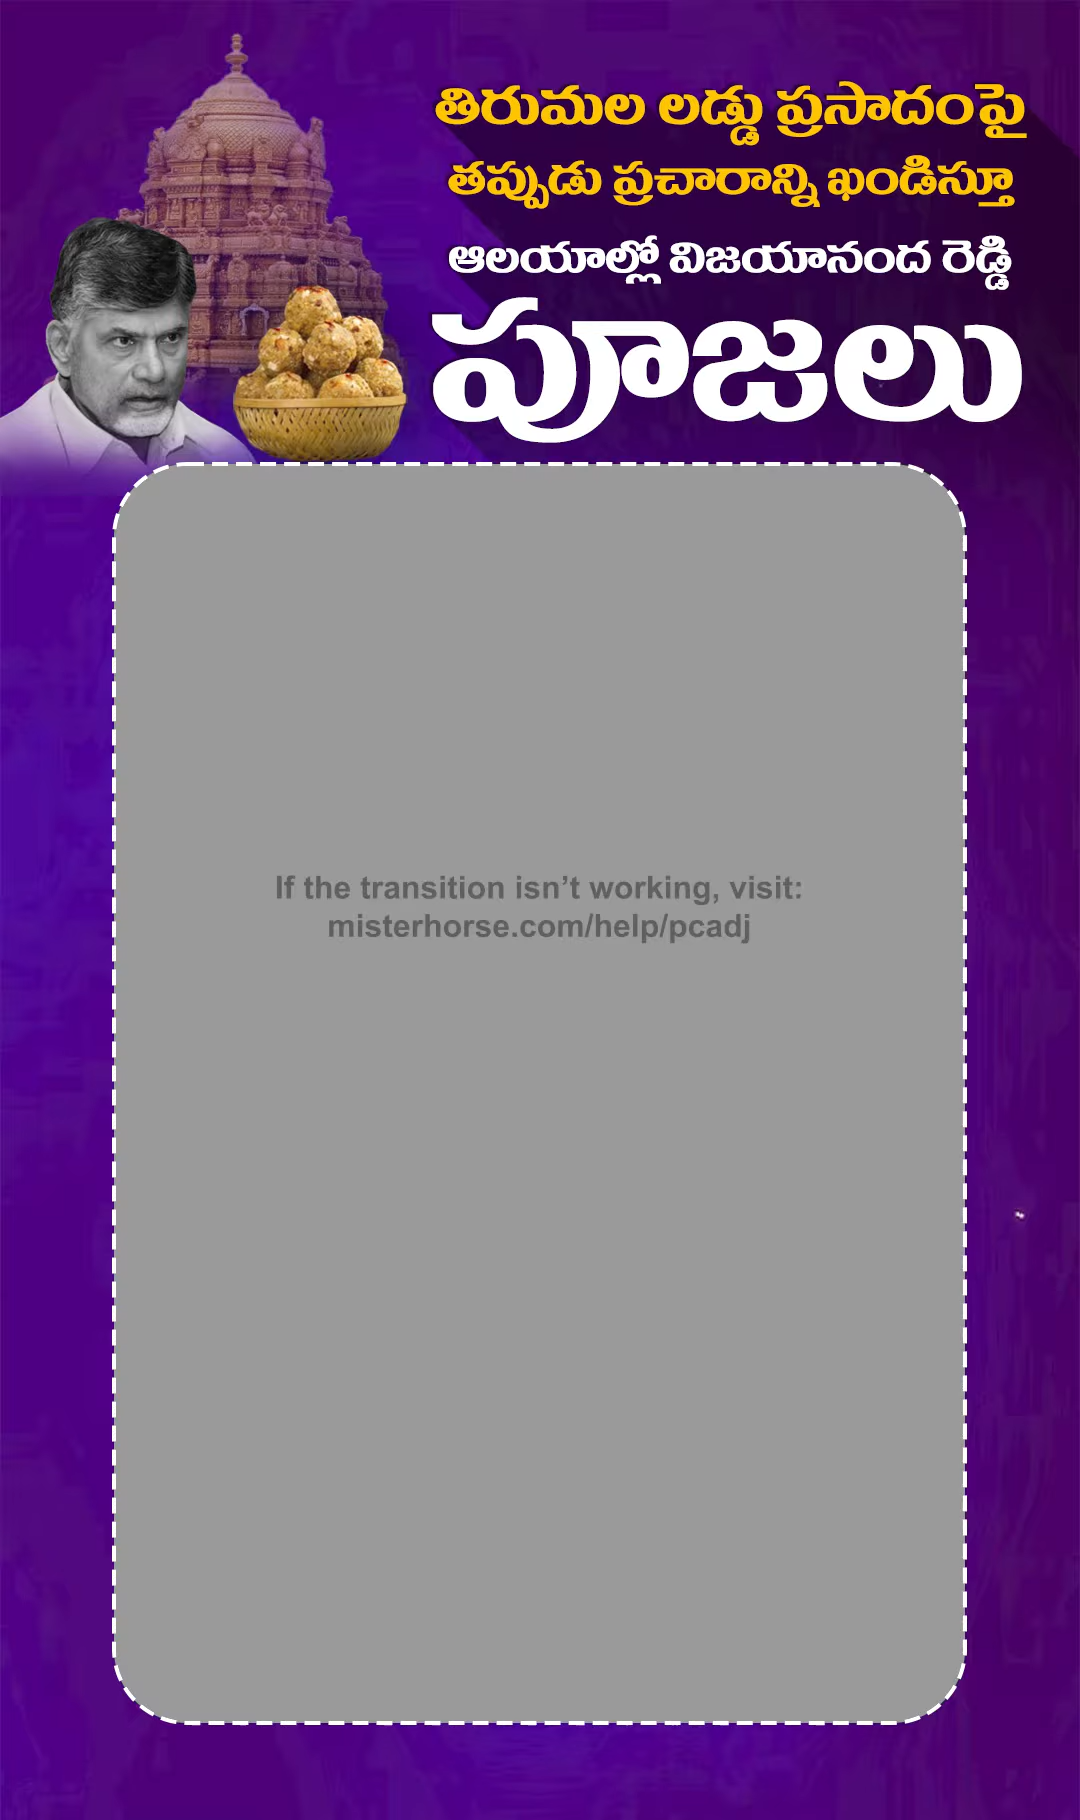 తిరుమల లడ్డు ప్రసాదంపై
తప్పుడు ప్రచారాన్ని ఖండిస్తూ
ఆలయాల్లో విజయానంద రెడ్డి
పూజలు
If the transition isn’t working, visit:
misterhorse.com/help/pcadj